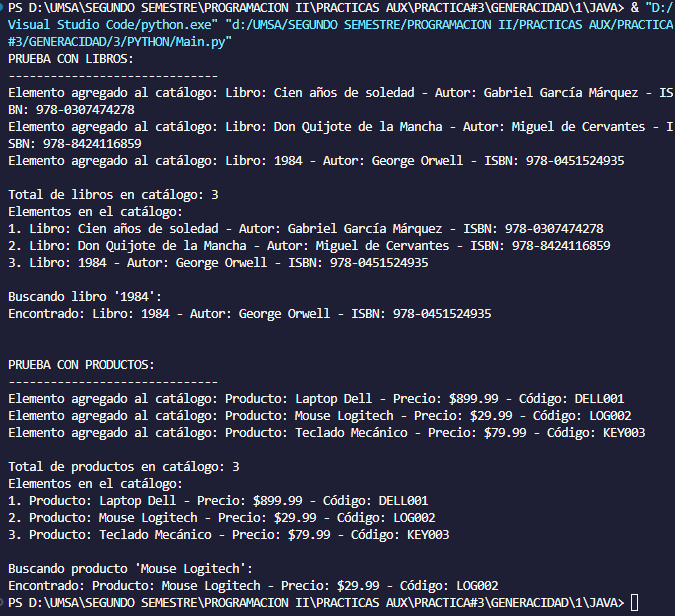 PS D:\UMSA\SEGUNDO SEMESTRE\PROGRAMACION II\PRACTICAS AUX\PRACTICA#3\GENERACIDAD\1\JAVA> & "D:/
Visual Studio Code/python.exe" "d:/UMSA/SEGUNDO SEMESTRE/PROGRAMACION II/PRACTICAS AUX/PRACTICA
#3/GENERACIDAD/3/PYTHON/Main.py"
PRUEBA CON LIBROS:
------------------------------
Elemento agregado al catálogo: Libro: Cien años de soledad - Autor: Gabriel García Márquez - IS
BN: 978-0307474278
Elemento agregado al catálogo: Libro: Don Quijote de la Mancha - Autor: Miguel de Cervantes - I
SBN: 978-8424116859
Elemento agregado al catálogo: Libro: 1984 - Autor: George Orwell - ISBN: 978-0451524935

Total de libros en catálogo: 3
Elementos en el catálogo:
1. Libro: Cien años de soledad - Autor: Gabriel García Márquez - ISBN: 978-0307474278
2. Libro: Don Quijote de la Mancha - Autor: Miguel de Cervantes - ISBN: 978-8424116859
3. Libro: 1984 - Autor: George Orwell - ISBN: 978-0451524935

Buscando libro '1984':
Encontrado: Libro: 1984 - Autor: George Orwell - ISBN: 978-0451524935

PRUEBA CON PRODUCTOS:
------------------------------
Elemento agregado al catálogo: Producto: Laptop Dell - Precio: $899.99 - Código: DELL001
Elemento agregado al catálogo: Producto: Mouse Logitech - Precio: $29.99 - Código: LOG002
Elemento agregado al catálogo: Producto: Teclado Mecánico - Precio: $79.99 - Código: KEY003

Total de productos en catálogo: 3
Elementos en el catálogo:
1. Producto: Laptop Dell - Precio: $899.99 - Código: DELL001
2. Producto: Mouse Logitech - Precio: $29.99 - Código: LOG002
3. Producto: Teclado Mecánico - Precio: $79.99 - Código: KEY003

Buscando producto 'Mouse Logitech':
Encontrado: Producto: Mouse Logitech - Precio: $29.99 - Código: LOG002
PS D:\UMSA\SEGUNDO SEMESTRE\PROGRAMACION II\PRACTICAS AUX\PRACTICA#3\GENERACIDAD\1\JAVA>